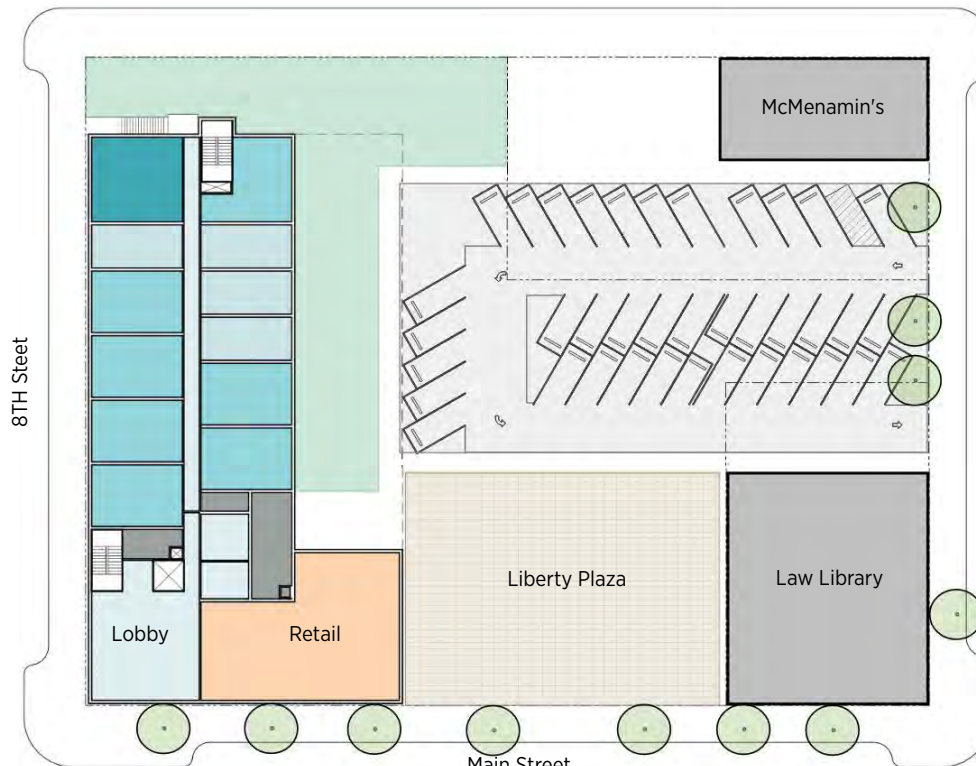 McMenamin's
8TH Steet
Liberty Plaza
Law Library
Lobby
Retail
Main Street